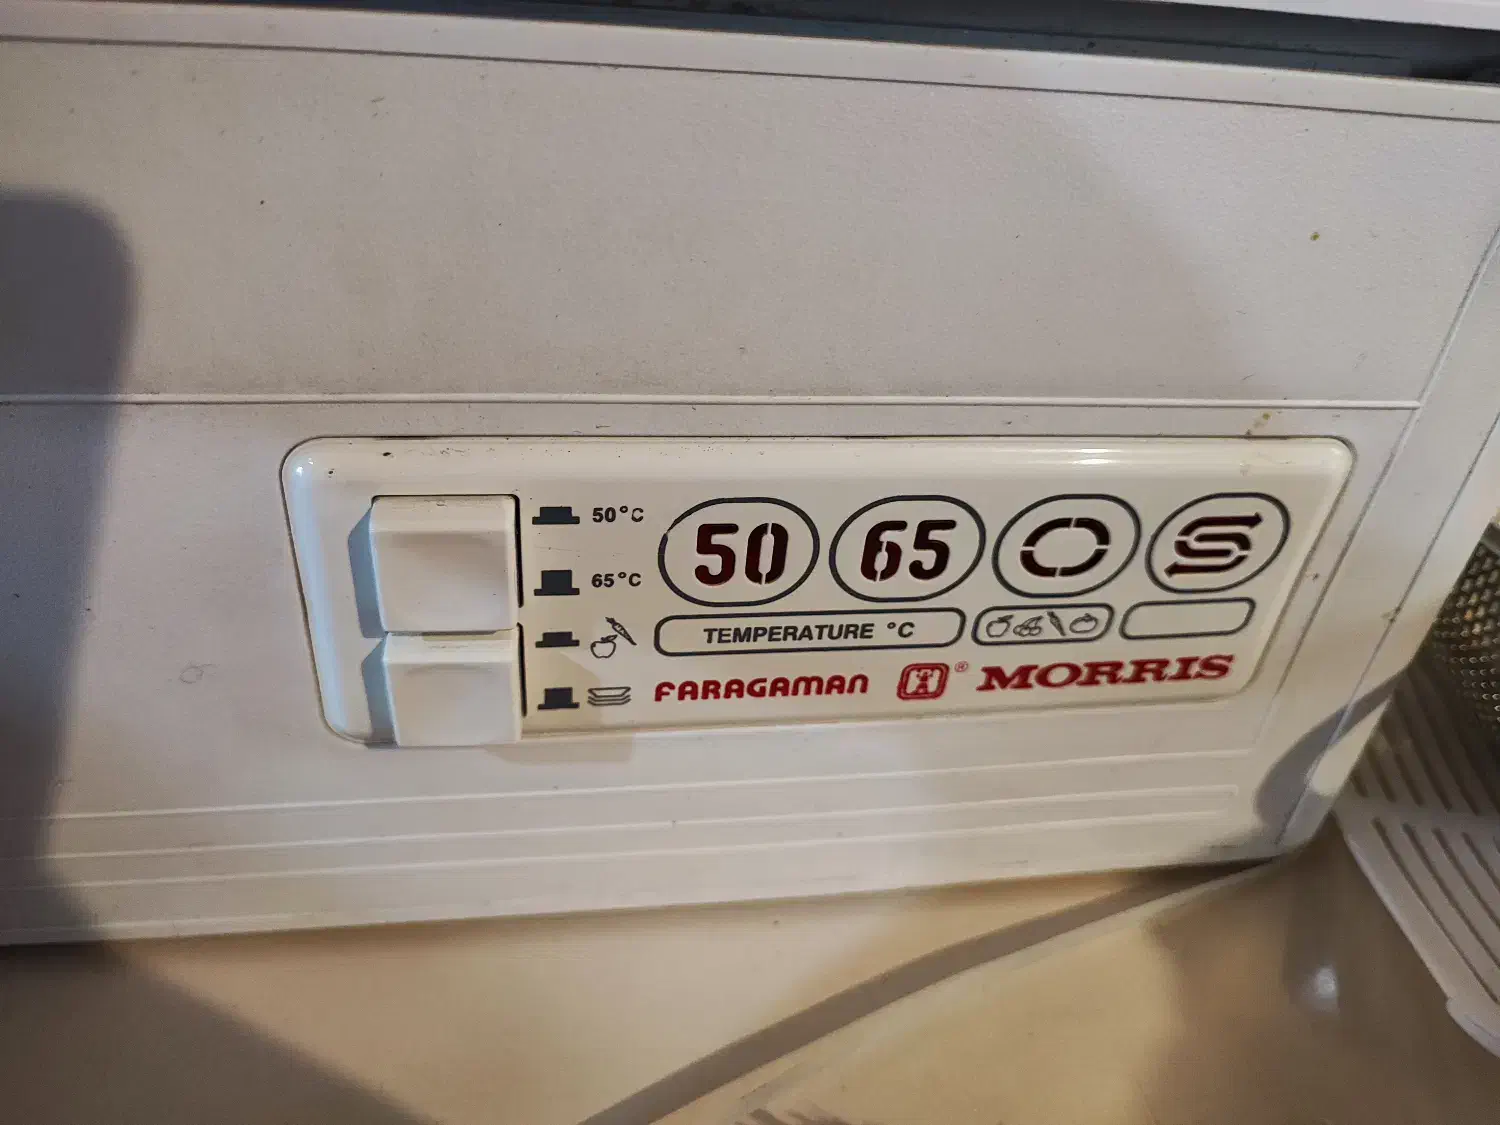 50°C
65°C
50 65
TEMPERATURE °C
FARAGAMAN ® MORRIS